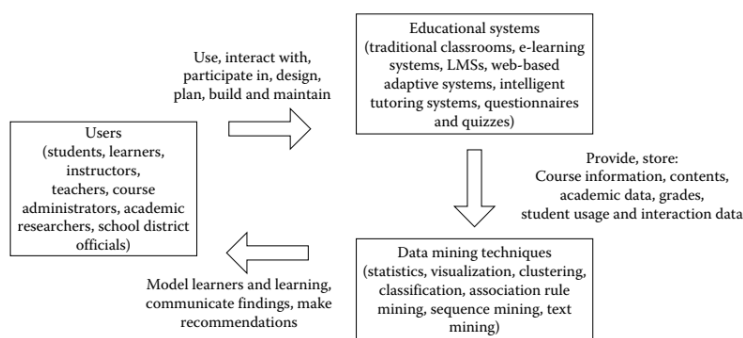 Educational systems
(traditional classrooms, e-learning
systems, LMSs, web-based
adaptive systems, intelligent
tutoring systems, questionnaires
and quizzes)
Use, interact with,
participate in, design,
plan, build and maintain
Users
(students, learners,
instructors,
teachers, course
administrators, academic
researchers, school district
officials)
Provide, store:
Course information, contents,
academic data, grades,
student usage and interaction data
Data mining techniques
(statistics, visualization, clustering,
classification, association rule
mining, sequence mining, text
mining)
Model learners and learning,
communicate findings, make
recommendations